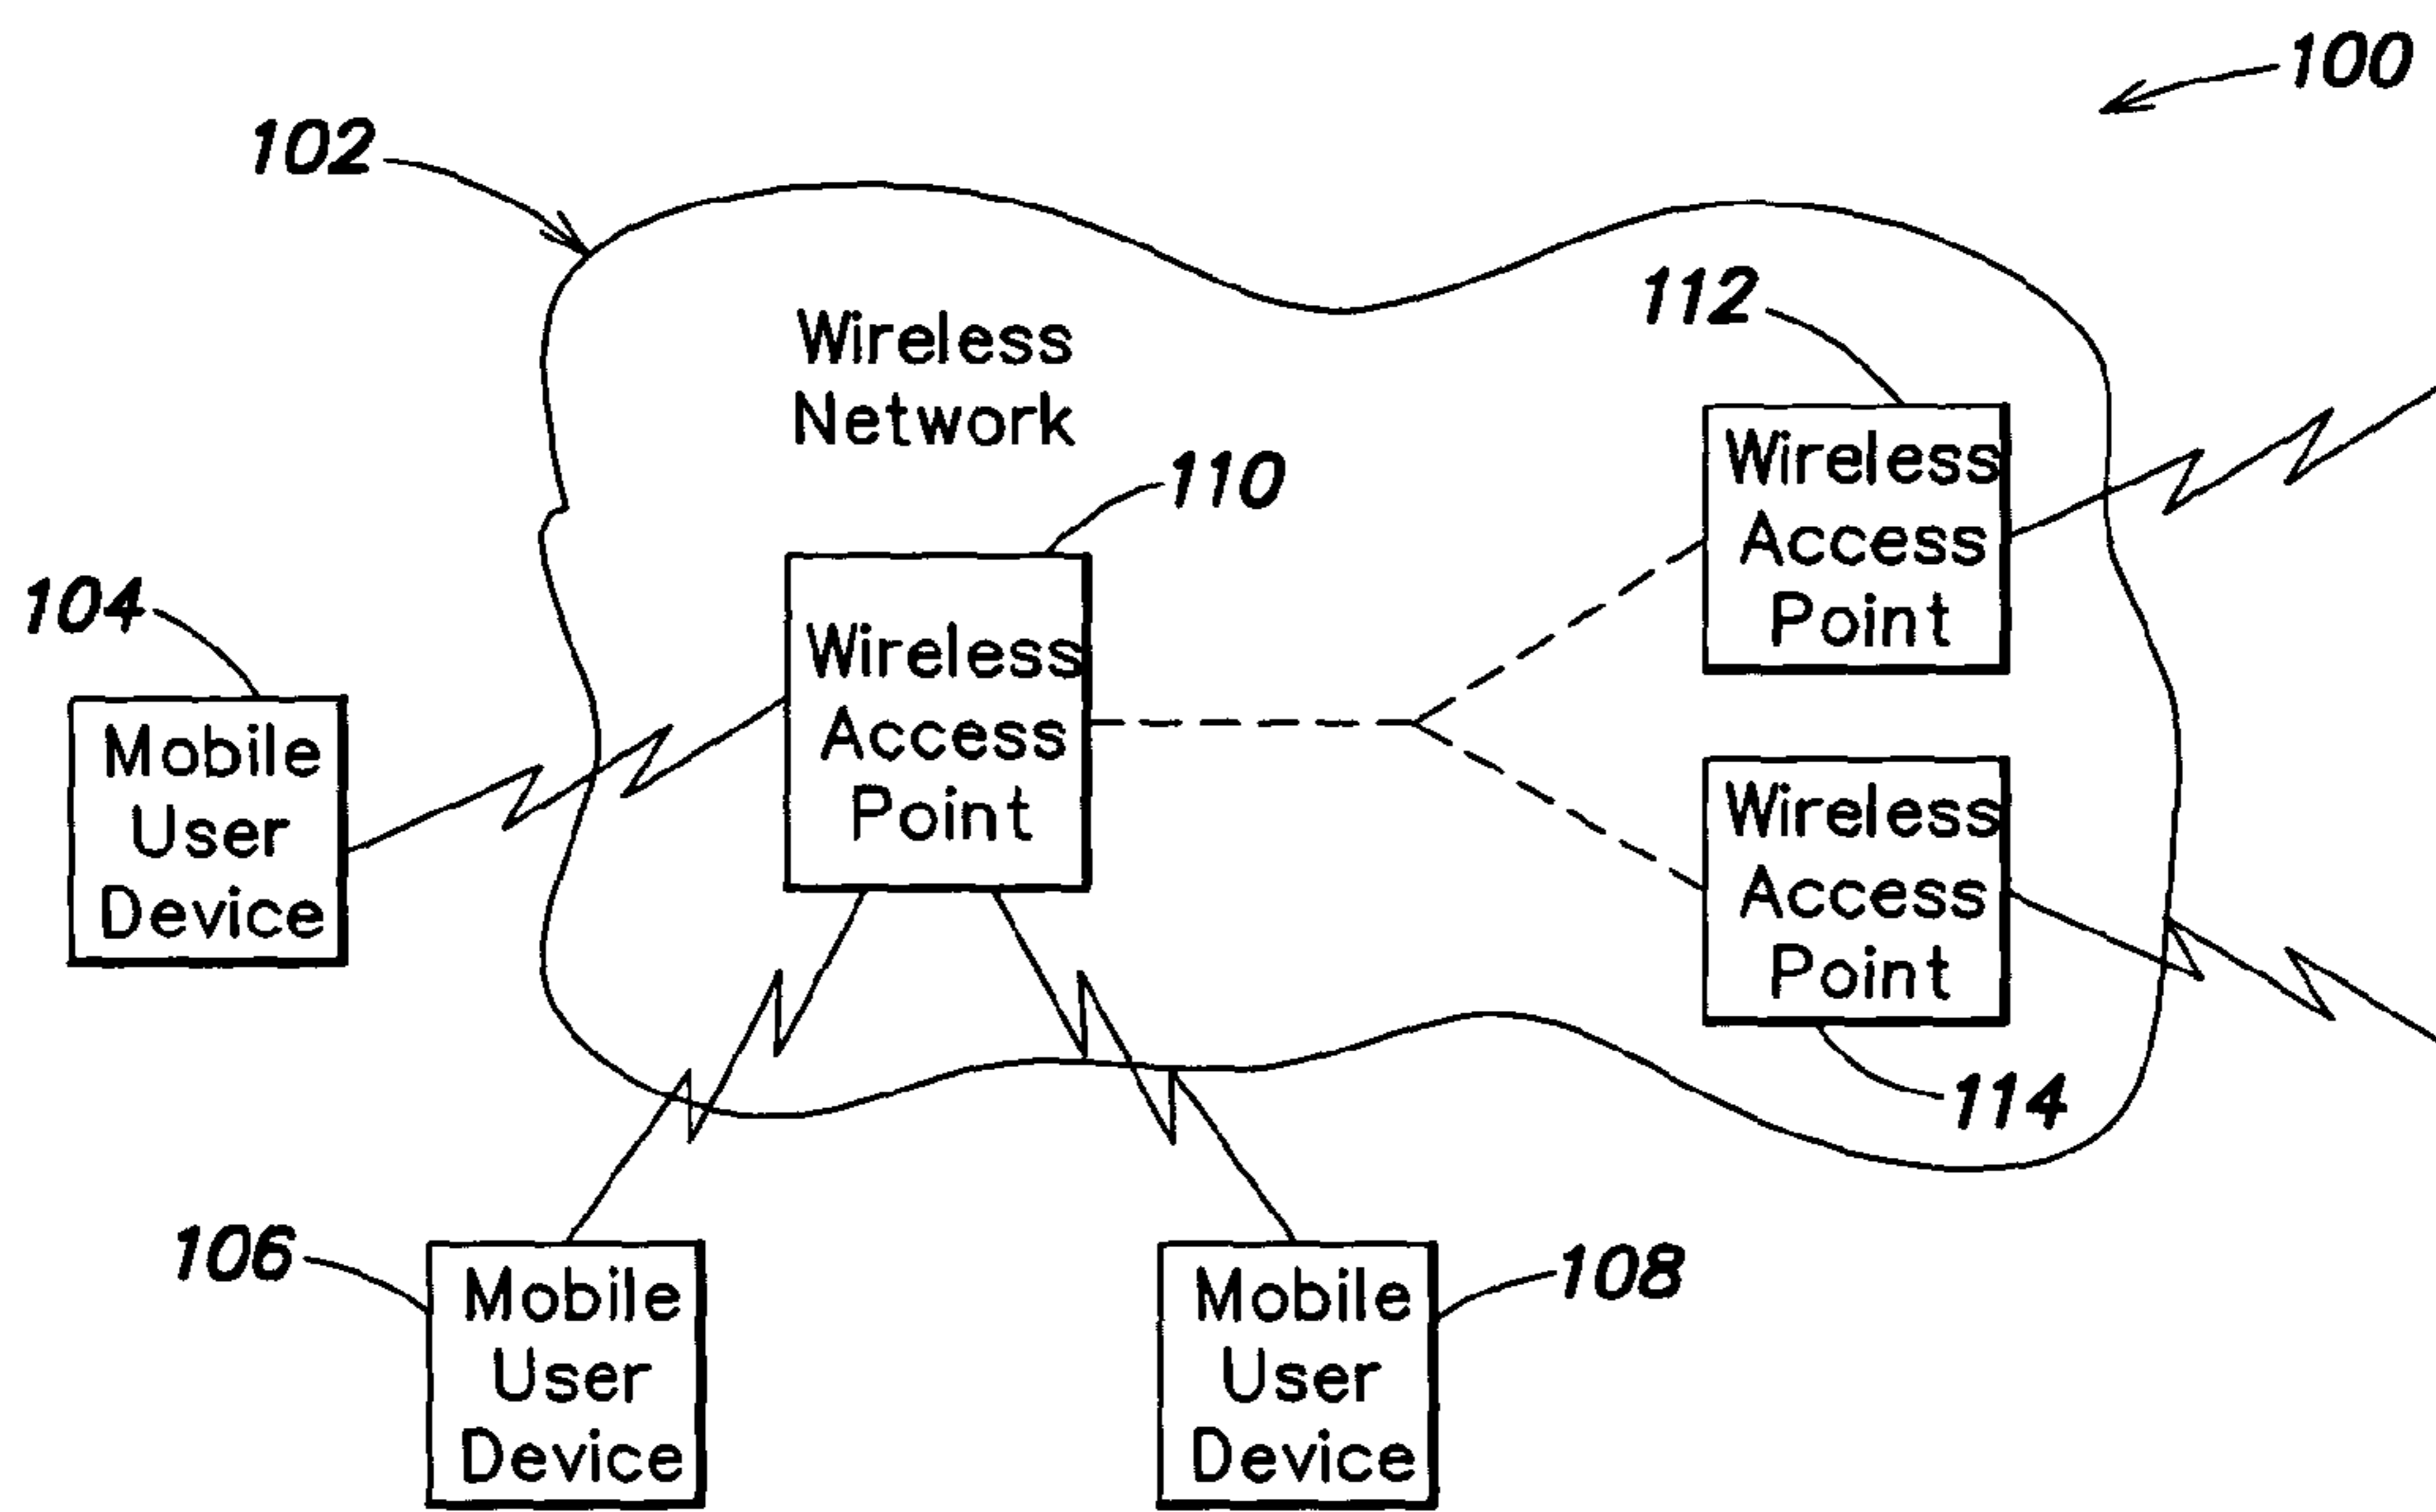 100
102
Wireless
Network
112
Wireless
Access
Point
110
Wireless
Access
Point
104
Mobile
User
Device
Wireless
Access
Point
114
106
Mobile
User
Device
108
Mobile
User
Device